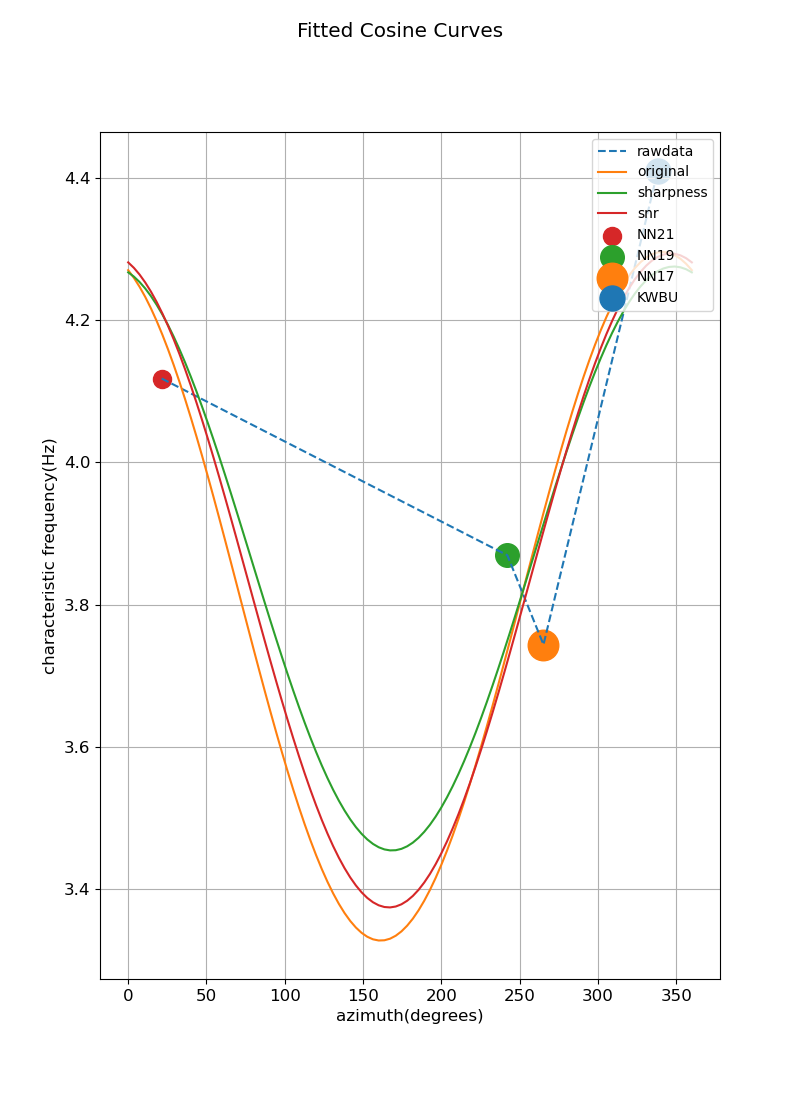 Fitted Cosine Curves
rawdata
original
sharpness
snr
NN21
NN19
NN17
KWBU
characteristic frequency(Hz)
4.4
4.2
4.0
3.8
3.6
3.4
0 50 100 150 200 250 300 350
azimuth(degrees)